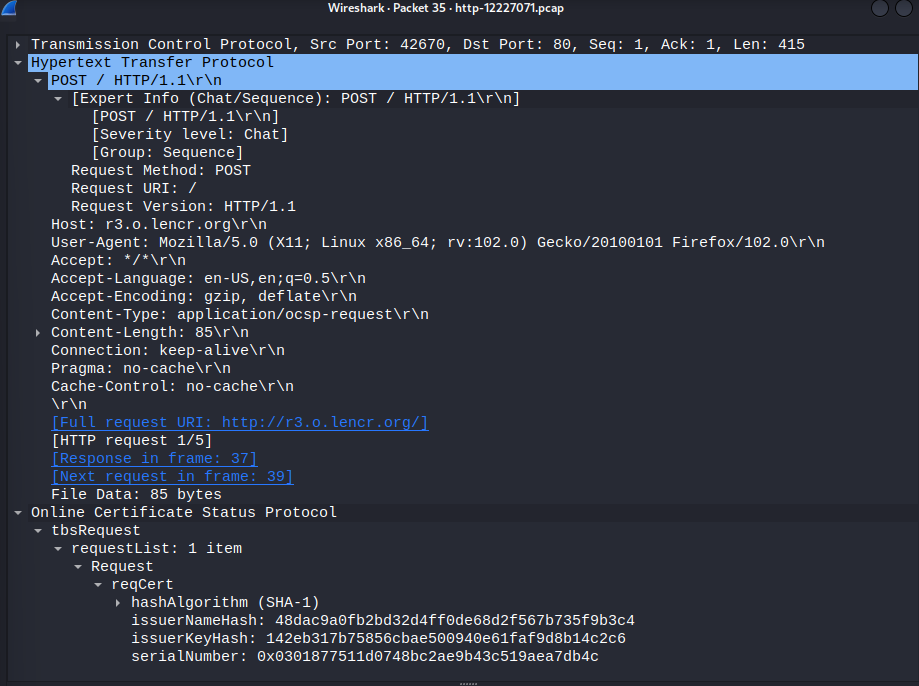 Wireshark · Packet 35 · http-12227071.pcap
Transmission Control Protocol, Src Port: 42670, Dst Port: 80, Seq: 1, Ack: 1, Len: 415
Hypertext Transfer Protocol
POST / HTTP/1.1\r\n
[Expert Info (Chat/Sequence): POST / HTTP/1.1\r\n]
[POST / HTTP/1.1\r\n]
[Severity level: Chat]
[Group: Sequence]
Request Method: POST
Request URI: /
Request Version: HTTP/1.1
Host: r3.o.lencr.org\r\n
User-Agent: Mozilla/5.0 (X11; Linux x86_64; rv:102.0) Gecko/20100101 Firefox/102.0\r\n
Accept: */*\r\n
Accept-Language: en-US,en;q=0.5\r\n
Accept-Encoding: gzip, deflate\r\n
Content-Type: application/ocsp-request\r\n
Content-Length: 85\r\n
Connection: keep-alive\r\n
Pragma: no-cache\r\n
Cache-Control: no-cache\r\n
\r\n
[Full request URI: http://r3.o.lencr.org/]
[HTTP request 1/5]
[Response in frame: 37]
[Next request in frame: 39]
File Data: 85 bytes
Online Certificate Status Protocol
tbsRequest
requestList: 1 item
Request
reqCert
hashAlgorithm (SHA-1)
issuerNameHash: 48dac9a0fb2bd32d4ff0de68d2f567b735f9b3c4
issuerKeyHash: 142eb317b75856cbae500940e61faf9d8b14c2c6
serialNumber: 0x0301877511d0748bc2ae9b43c519aea7db4c